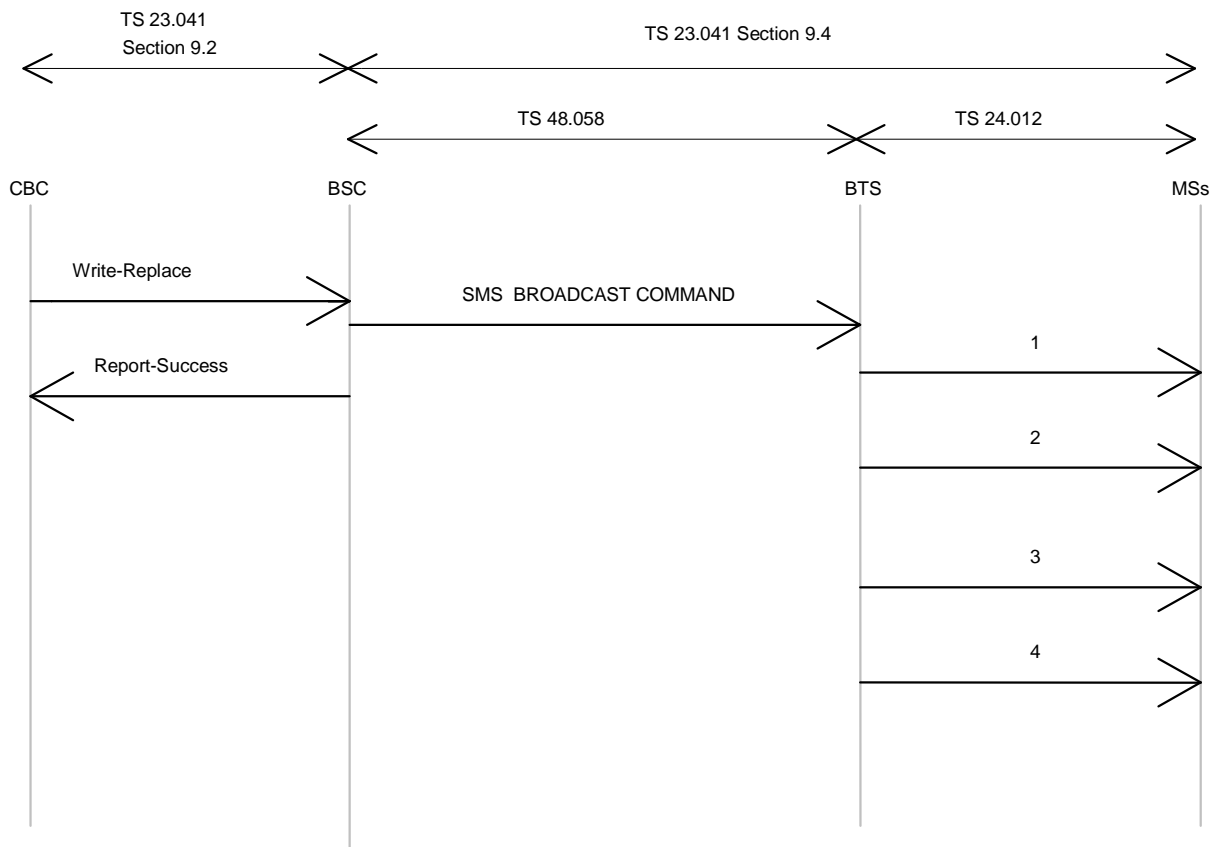 TS 23.041
Section 9.2
TS 23.041 Section 9.4
TS 48.058
TS 24.012
CBC
BSC
BTS
MSs
Write-Replace
SMS BROADCAST COMMAND
1
Report-Success
2
3
4